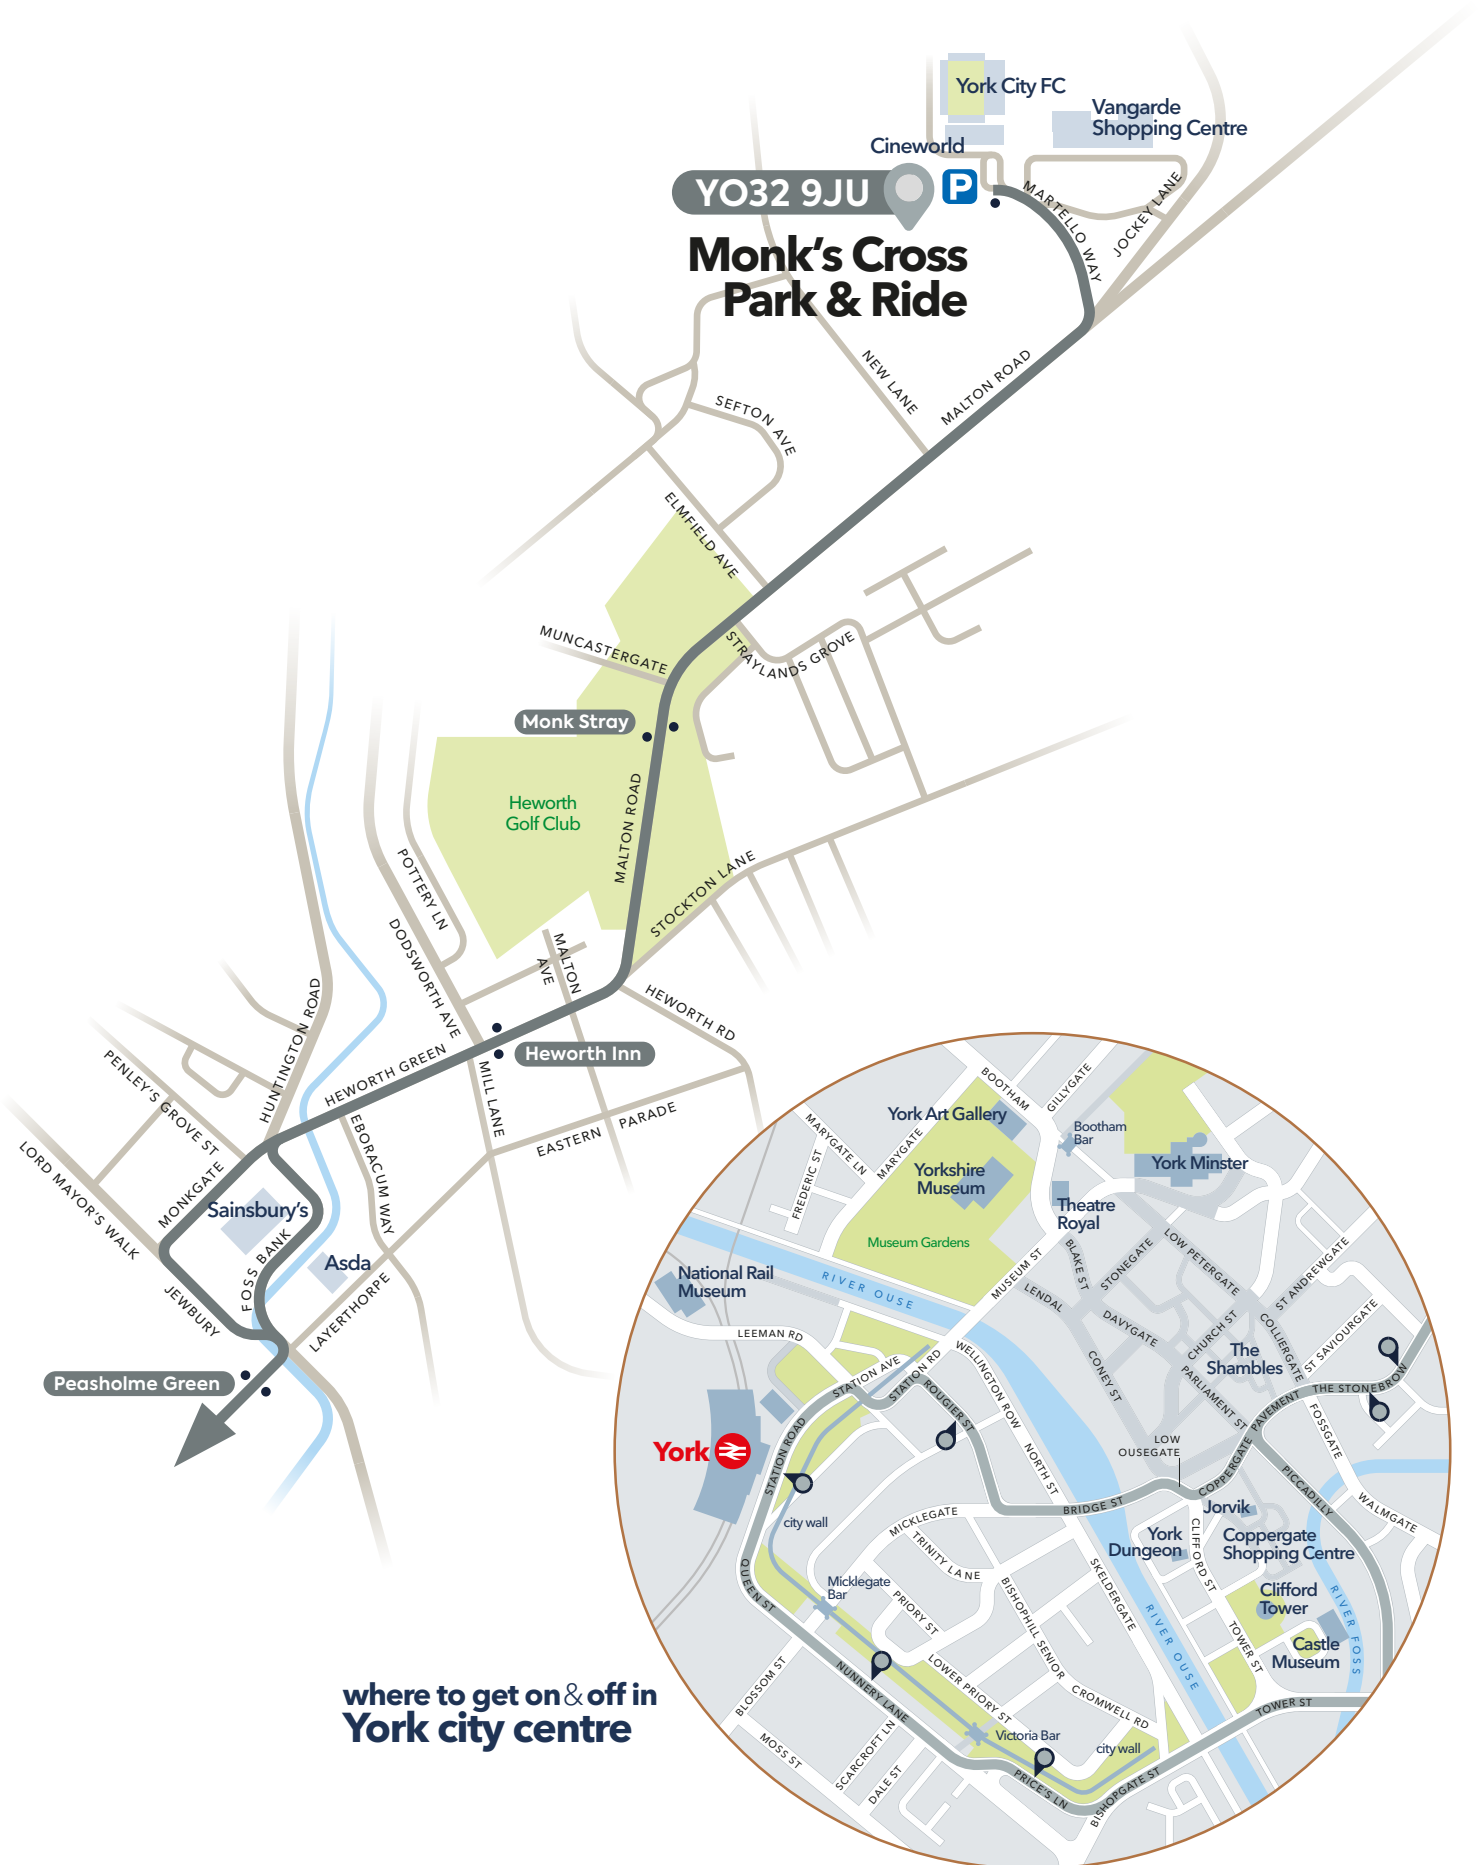 York City FC
Vangarde
Shopping Centre
Cineworld
YO32 9JU
P
Monk's Cross
Park & Ride
MARTELLO WAY
JOCKEY LANE
NEW LANE
MALTON ROAD
SEFTON AVE
ELMFIELD AVE
MUNCASTERGATE
STRAYLANDS GROVE
Monk Stray
Heworth
Golf Club
MALTON ROAD
STOCKTON LANE
POTTERY LN
DODSWORTH AVE
MALTON
AVE
HEWORTH RD
HUNTINGTON ROAD
HEWORTH GREEN
Heworth Inn
MILL LANE
EASTERN PARADE
PENLEY'S GROVE ST
LORD MAYOR'S WALK
MONKGATE
EBORACUM WAY
Sainsbury's
FOSS BANK
Asda
JEWBURY
LAYERTHORPE
Peasholme Green
where to get on & off in
York city centre
BOOTHAM
GILLYGATE
York Art Gallery
Bootham
Bar
MARYGATE LN
MARYGATE
FREDERIC ST
York Minster
Yorkshire
Museum
Theatre
Royal
Museum Gardens
BLAKE ST
STONEGATE
LOW PETERGATE
MUSEUM ST
National Rail
Museum
RIVER OUSE
LENDAL
ST ANDREWGATE
DAVYGATE
CHURCH ST
COLLIERGATE
ST SAVIOURGATE
LEEMAN RD
The
Shambles
CONEY ST
PARLIAMENT ST
STATION AVE
STATION RD
WELLINGTON ROW
ROUGIER ST
THE STONEBROW
PAVEMENT
FOSSGATE
York
STATION ROAD
NORTH ST
LOW
OUSEGATE
COPPERGATE
PICCADILLY
BRIDGE ST
WALMGATE
Jorvik
city wall
MICKLEGATE
York
Dungeon
CLIFFORD ST
Coppergate
Shopping Centre
TRINITY LANE
SKELDERGATE
QUEEN ST
Micklegate
Bar
PRIORY ST
BISHOPHILL SENIOR
Clifford
Tower
RIVER FOSS
RIVER OUSE
TOWER ST
Castle
Museum
BLOSSOM ST
NUNNERY LANE
LOWER PRIORY ST
CROMWELL RD
TOWER ST
MOSS ST
SCARCROFT LN
DALE ST
Victoria Bar
city wall
PRICE'S LN
BISHOPGATE ST